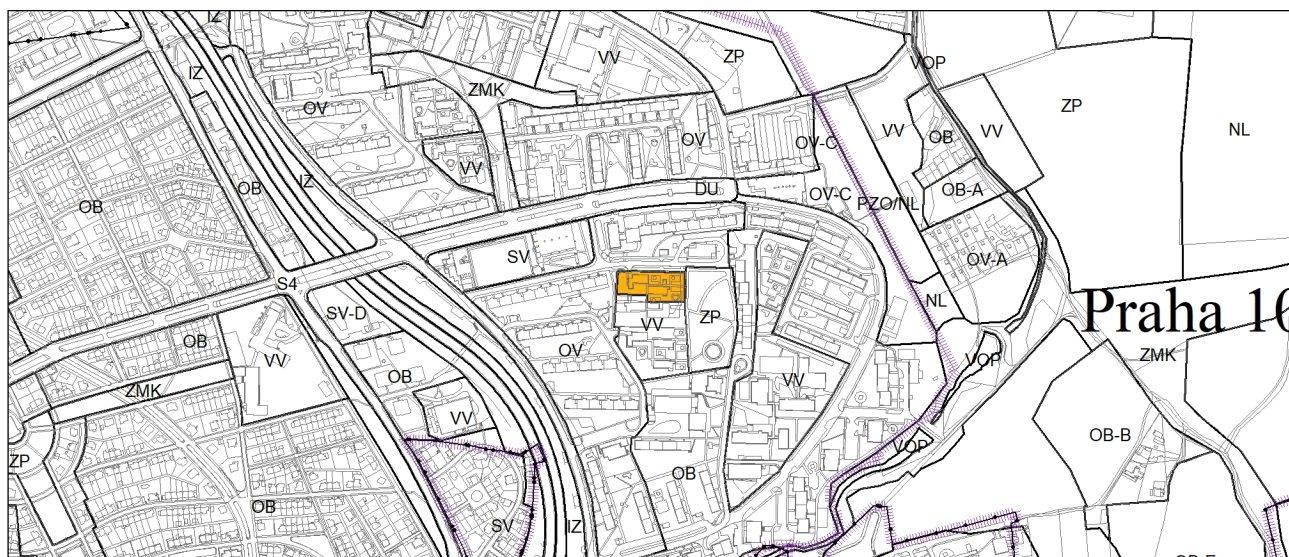 IZ
IZ
VV
ZP
VOP
ZMK
OV
ZP
NL
VV
OB
VV
OV
OV-C
VV
OB
IZ
DU
OV-C
OB-A
OB
PZO/NL
SV
OV-A
S4
NL
Praha 16
SV-D
ZP
VV
OB
VV
OV
VOP
ZMK
OB
VV
ZMK
VV
OB-B
VOP
ZP
OB
OB
SV
IZ